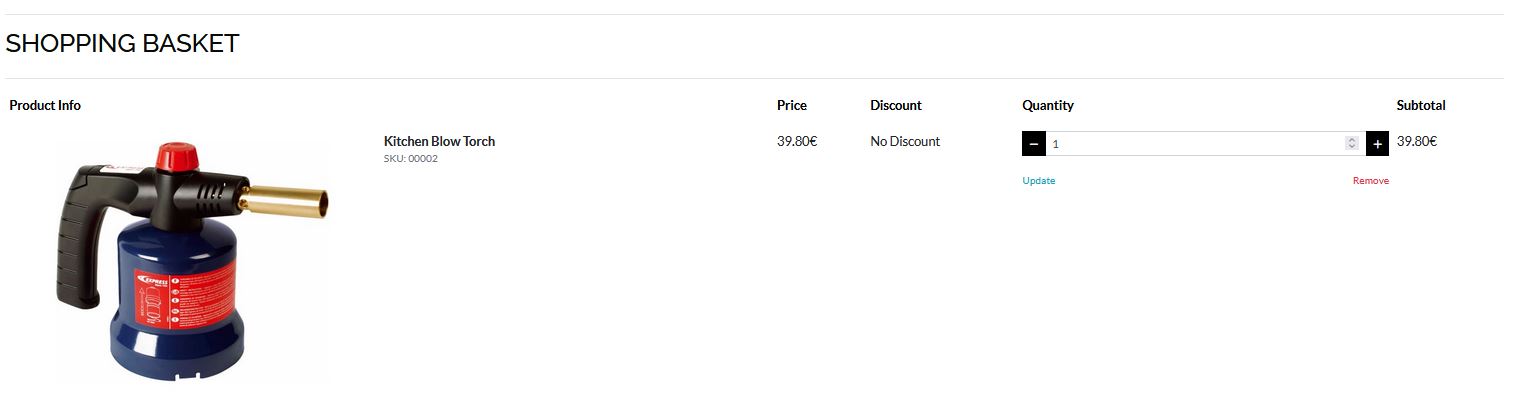 SHOPPING BASKET
Product Info
Price
Discount
Quantity
Subtotal
Kitchen Blow Torch
SKU: 00002
39.80€
No Discount
− 1 +
39.80€
Update
Remove
EXPRESS